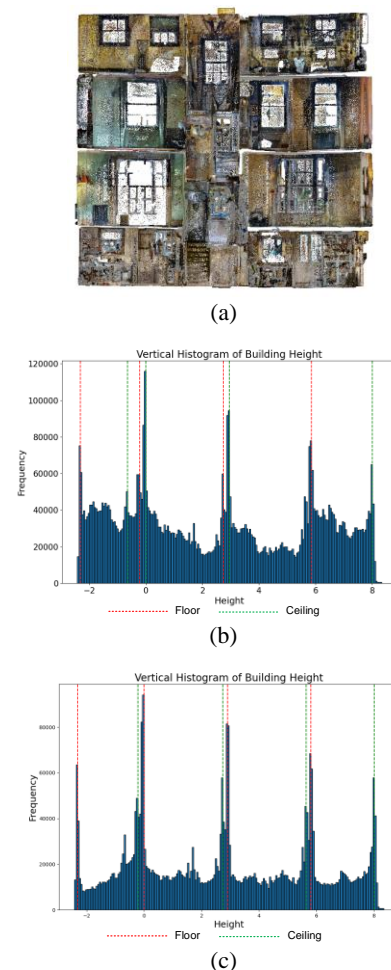 (a)
Vertical Histogram of Building Height
120000
100000
80000
60000
40000
20000
0
Frequency
−2 0 2 4 6 8
Height
Floor Ceiling
(b)
Vertical Histogram of Building Height
80000
60000
40000
20000
0
Frequency
−2 0 2 4 6 8
Height
Floor Ceiling
(c)